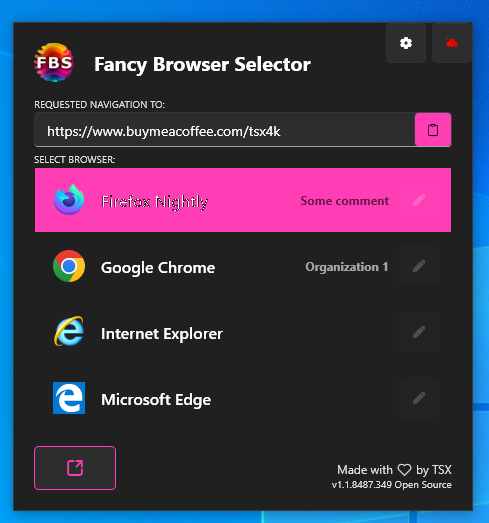 FBS
Fancy Browser Selector
REQUESTED NAVIGATION TO:
https://www.buymeacoffee.com/tsx4k
SELECT BROWSER:
Firefox Nightly Some comment
Google Chrome Organization 1
Internet Explorer
Microsoft Edge
Made with by TSX
v1.1.8487.349 Open Source